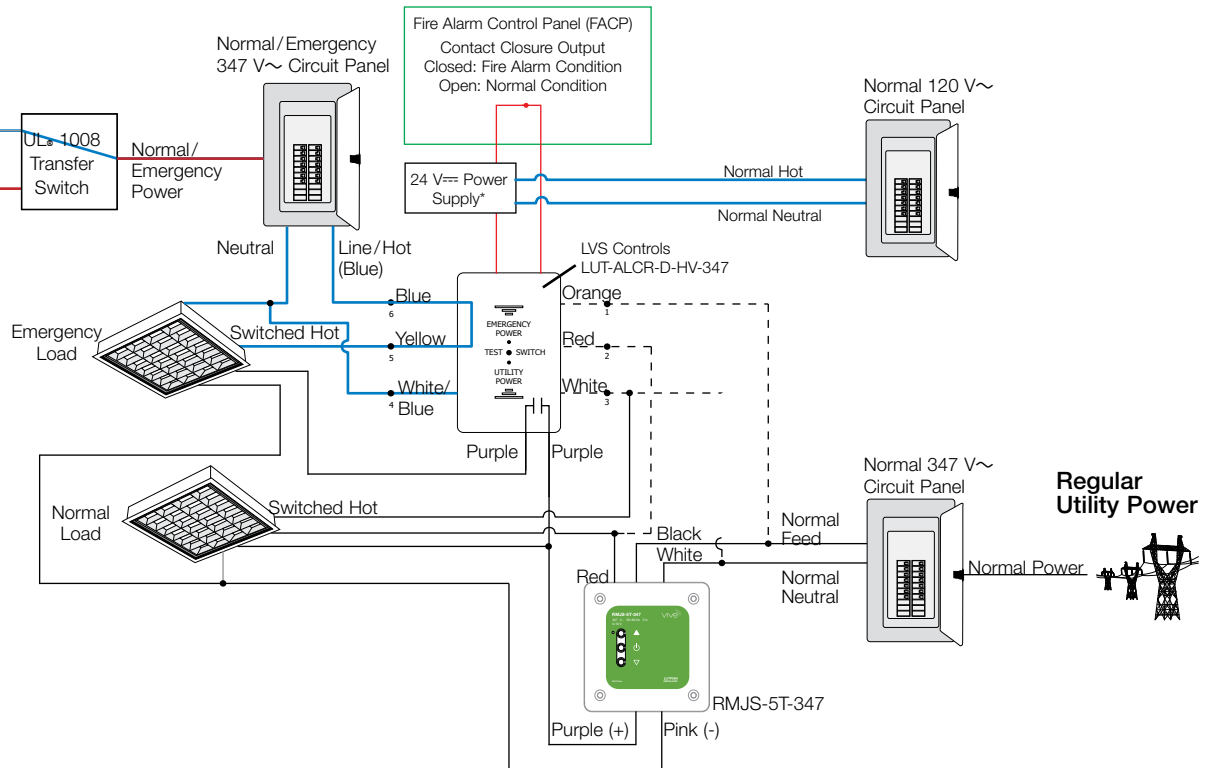 Fire Alarm Control Panel (FACP)
Contact Closure Output
Closed: Fire Alarm Condition
Open: Normal Condition
Normal/Emergency
347 V~ Circuit Panel
Normal 120 V~
Circuit Panel
UL® 1008
Transfer
Switch
Normal/
Emergency
Power
24 V⎓ Power
Supply*
Normal Hot
Normal Neutral
Neutral
Line/Hot
(Blue)
LVS Controls
LUT-ALCR-D-HV-347
Blue
6
Orange
1
EMERGENCY
POWER
Emergency
Load
Switched Hot
Yellow
5
TEST SWITCH
Red
2
UTILITY
POWER
White/
Blue
4
White
3
Purple
Purple
Normal 347 V~
Circuit Panel
Regular
Utility Power
Normal
Load
Switched Hot
Black
White
Normal
Feed
Normal Power
Normal
Neutral
Red
RMJS-5T-347
vive
LUTRON
RMJS-5T-347
Purple (+)
Pink (-)